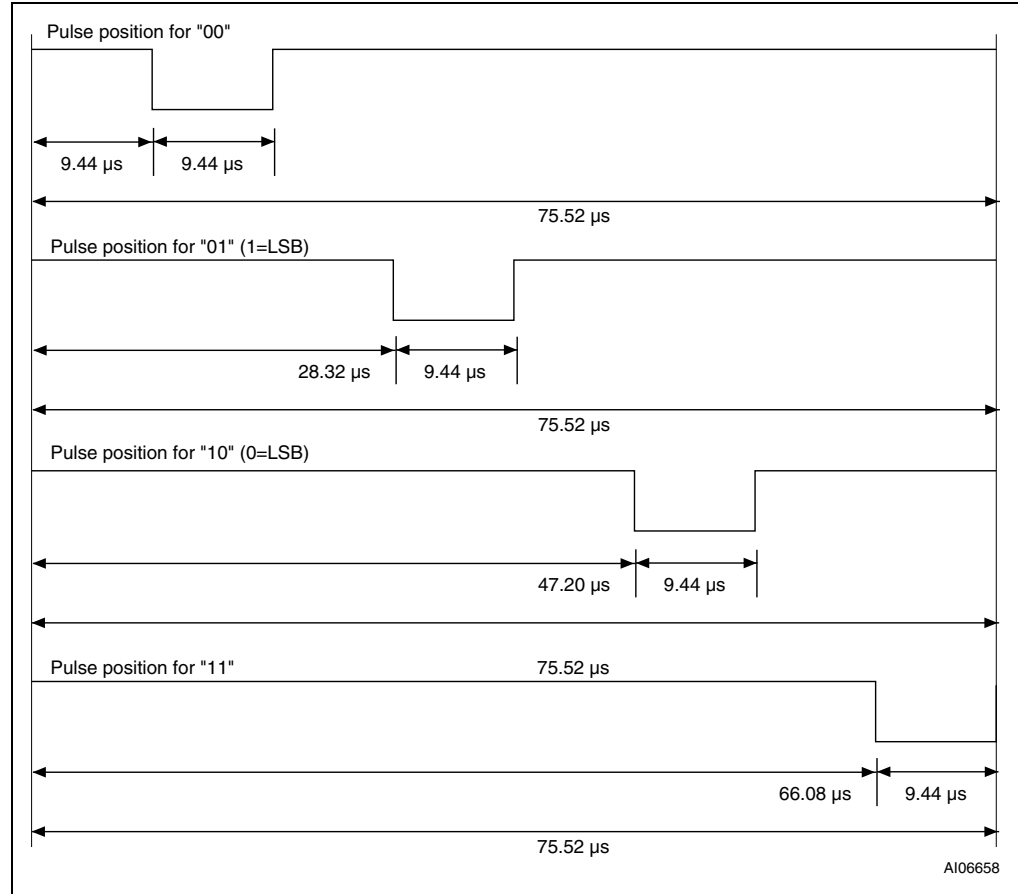 Pulse position for "00"
9.44 µs 9.44 µs
75.52 µs
Pulse position for "01" (1=LSB)
28.32 µs 9.44 µs
75.52 µs
Pulse position for "10" (0=LSB)
47.20 µs 9.44 µs
Pulse position for "11" 75.52 µs
66.08 µs 9.44 µs
75.52 µs
AI06658